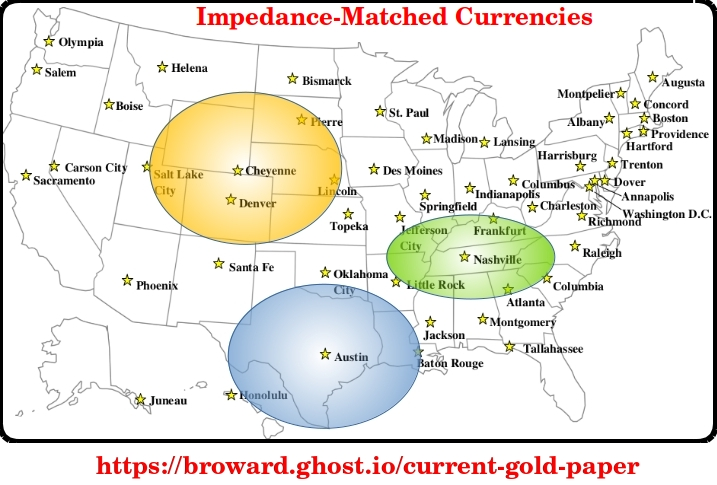 Impedance-Matched Currencies
Olympia
Salem
Helena
Bismarck
Boise
Pierre
St. Paul
Madison
Lansing
Montpelier
Augusta
Concord
Albany
Boston
Providence
Hartford
Harrisburg
Trenton
Carson City
Sacramento
Salt Lake
City
Cheyenne
Denver
Lincoln
Des Moines
Topeka
Springfield
Indianapolis
Columbus
Charleston
Dover
Annapolis
Washington D.C.
Richmond
Jefferson
City
Frankfurt
Nashville
Raleigh
Phoenix
Santa Fe
Oklahoma
City
Little Rock
Atlanta
Columbia
Jackson
Montgomery
Austin
Baton Rouge
Tallahassee
Juneau
Honolulu
https://broward.ghost.io/current-gold-paper